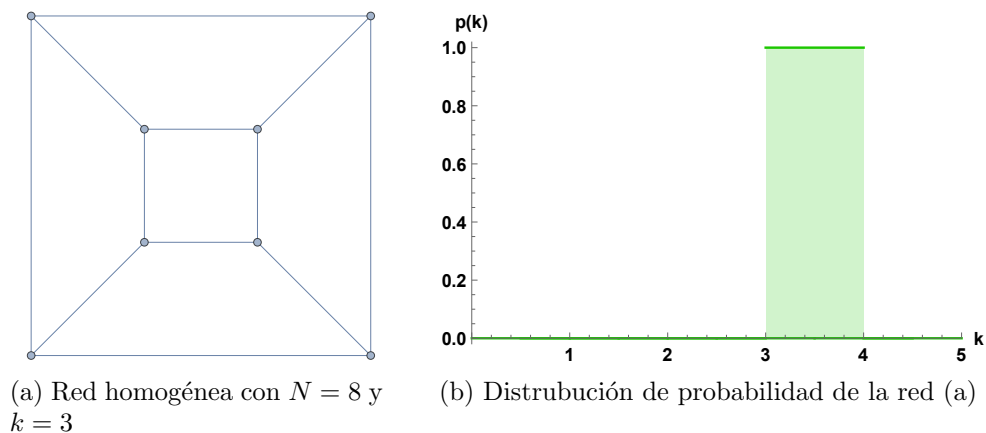 p(k)
1.0
0.8
0.6
0.4
0.2
0.0
1 2 3 4 5 k
(a) Red homogénea con N = 8 y
k = 3
(b) Distrubución de probabilidad de la red (a)